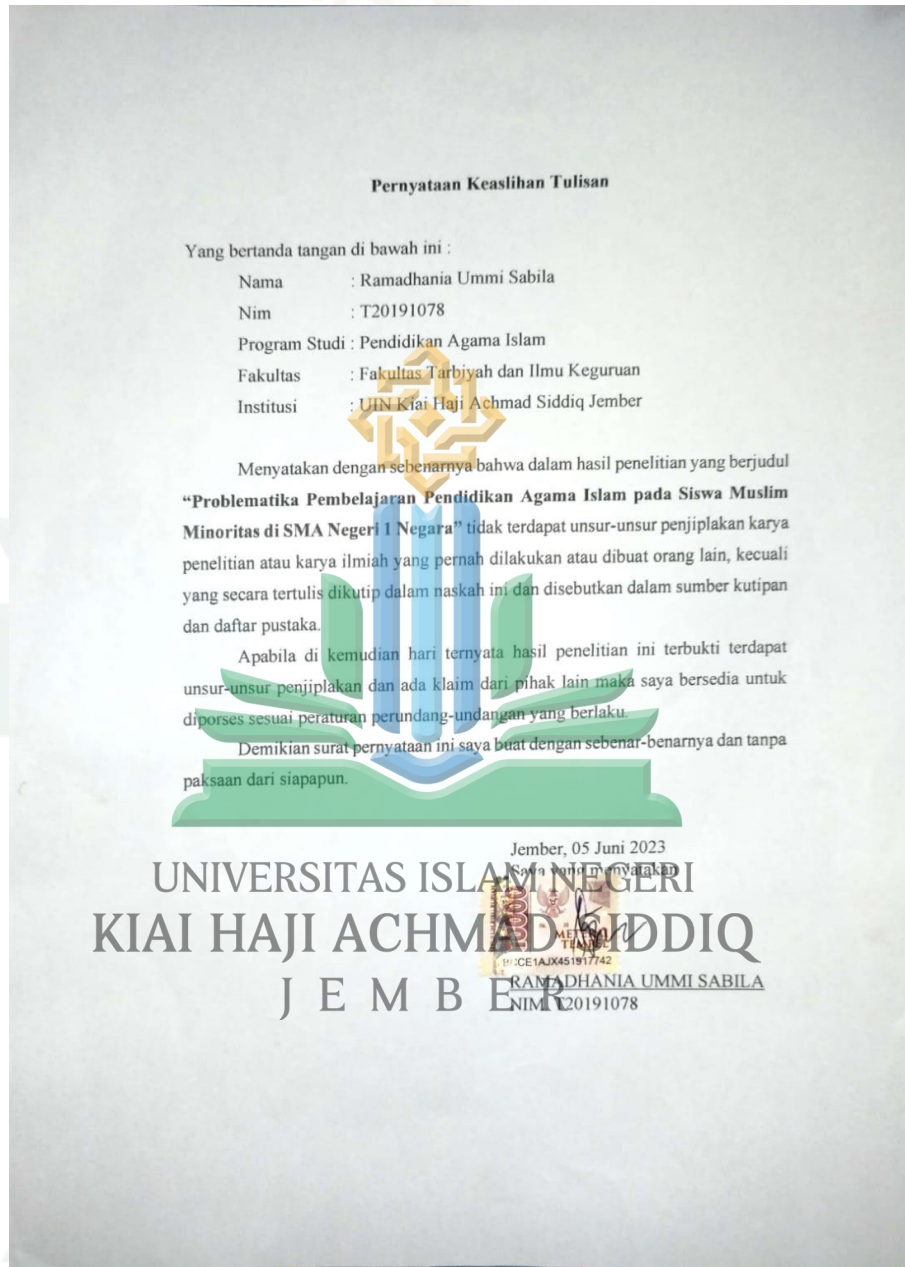 Pernyataan Keaslihan Tulisan
Yang bertanda tangan di bawah ini :
Nama : Ramadhania Ummi Sabila
Nim : T20191078
Program Studi : Pendidikan Agama Islam
Fakultas : Fakultas Tarbiyah dan Ilmu Keguruan
Institusi : UIN Kiai Haji Achmad Siddiq Jember
Menyatakan dengan sebenarnya bahwa dalam hasil penelitian yang berjudul
“Problematika Pembelajaran Pendidikan Agama Islam pada Siswa Muslim
Minoritas di SMA Negeri 1 Negara” tidak terdapat unsur-unsur penjiplakan karya
penelitian atau karya ilmiah yang pernah dilakukan atau dibuat orang lain, kecuali
yang secara tertulis dikutip dalam naskah ini dan disebutkan dalam sumber kutipan
dan daftar pustaka.
Apabila di kemudian hari ternyata hasil penelitian ini terbukti terdapat
unsur-unsur penjiplakan dan ada klaim dari pihak lain maka saya bersedia untuk
diporses sesuai peraturan perundang-undangan yang berlaku.
Demikian surat pernyataan ini saya buat dengan sebenar-benarnya dan tanpa
paksaan dari siapapun.
Jember, 05 Juni 2023
Saya yang menyatakan
UNIVERSITAS ISLAM NEGERI
KIAI HAJI ACHMAD SIDDIQ
JEMBER
10000
METERAI
TEMPEL
CE1AJX451917742
RAMADHANIA UMMI SABILA
NIM. T20191078